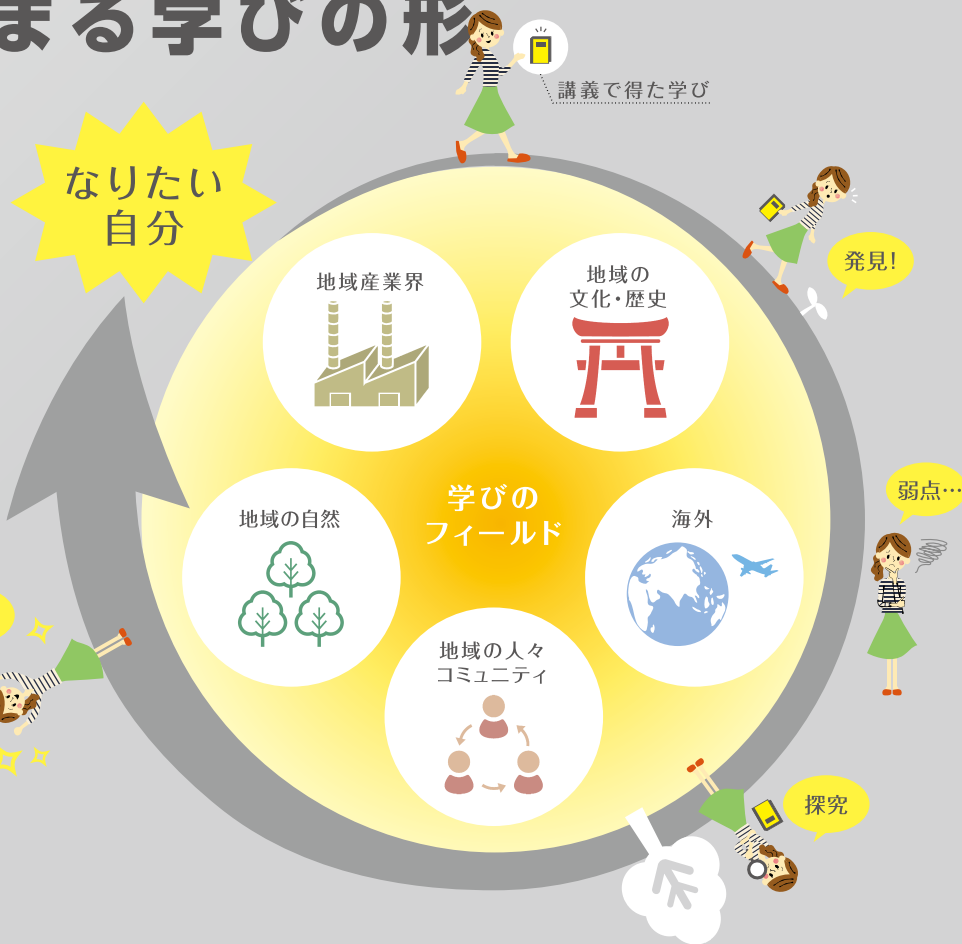 まる学びの形
講義で得た学び
なりたい
自分
発見!
地域産業界
地域の
文化・歴史
弱点…
学びの
フィールド
地域の自然
海外
地域の人々
コミュニティ
探究